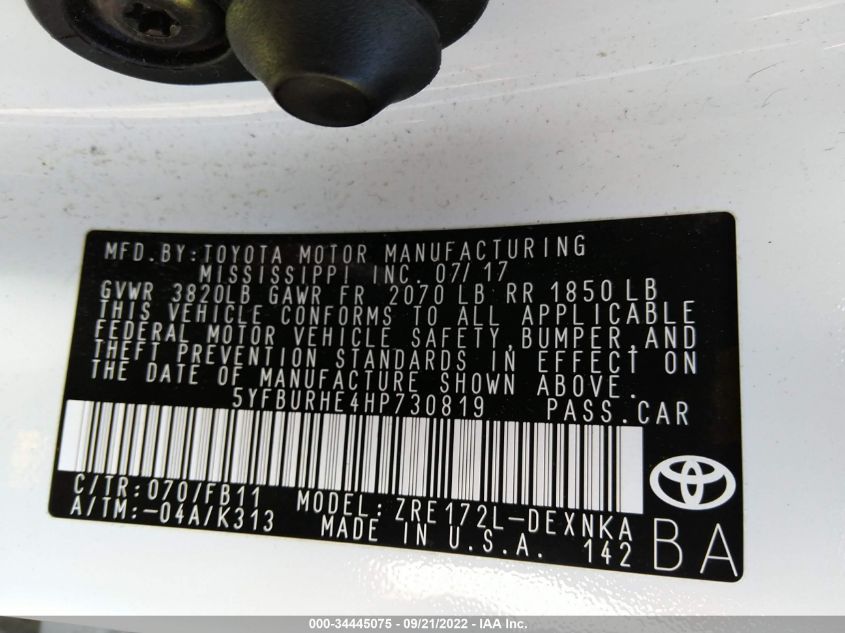 MFD.BY:TOYOTA MOTOR MANUFACTURING
MISSISSIPPI INC. 07/17
GVWR 3820LB GAWR FR 2070 LB RR 1850 LB
THIS VEHICLE CONFORMS TO ALL APPLICABLE
FEDERAL MOTOR VEHICLE SAFETY, BUMPER, AND
THEFT PREVENTION STANDARDS IN EFFECT ON
THE DATE OF MANUFACTURE SHOWN ABOVE.
5YFBURHE4HP730819 PASS.CAR
C/TR:070/FB11 MODEL:ZRE172L-DEXNKA
A/TM:-04A/K313 MADE IN U.S.A. 142
BA
000-34445075 - 09/21/2022 - IAA Inc.